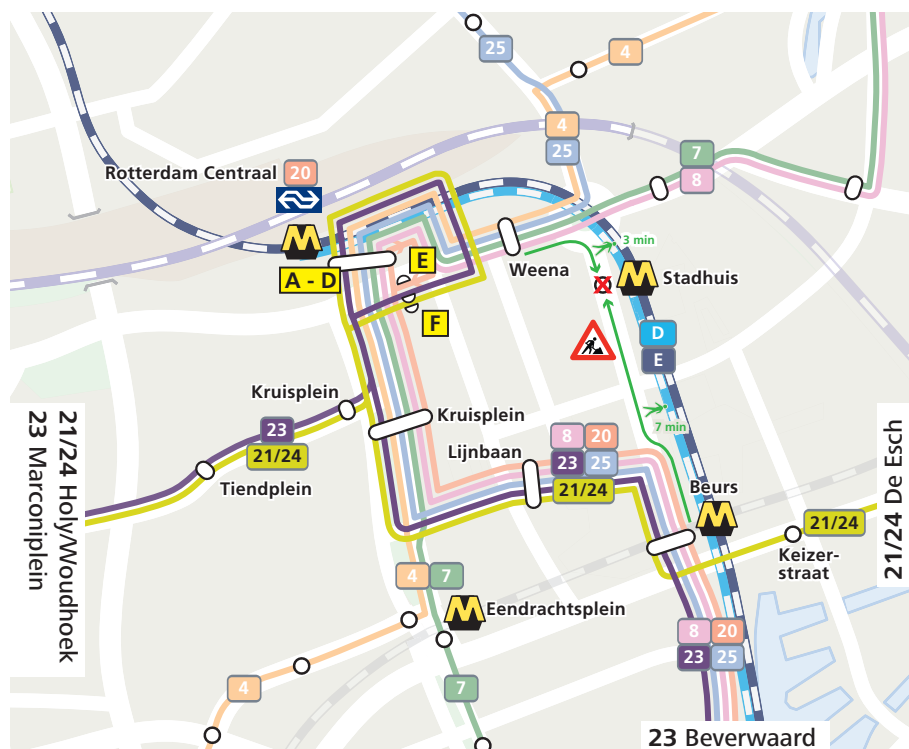 25
4
4
25
7
8
Rotterdam Centraal
20
M
A - D
E
F
Weena
3 min
M
Stadhuis
D
E
Kruisplein
Kruisplein
23
21/24
Tiendplein
Lijnbaan
8 20
23 25
21/24
7 min
Beurs
M
21/24
Keizer-
straat
4 7
M
Eendrachtsplein
8 20
23 25
4
7
21/24 Holy/Woudhoek
23 Marconiplein
21/24 De Esch
23 Beverwaard